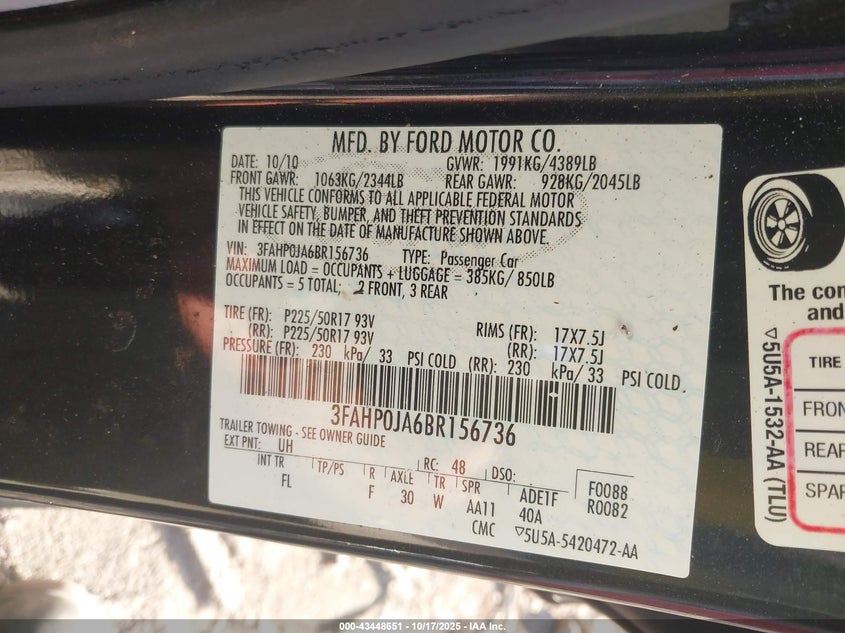 MFD. BY FORD MOTOR CO.
DATE: 10/10 GVWR: 1991KG/4389LB
FRONT GAWR: 1063KG/2344LB REAR GAWR: 928KG/2045LB
THIS VEHICLE CONFORMS TO ALL APPLICABLE FEDERAL MOTOR
VEHICLE SAFETY, BUMPER, AND THEFT PREVENTION STANDARDS
IN EFFECT ON THE DATE OF MANUFACTURE SHOWN ABOVE.
VIN: 3FAHP0JA6BR156736 TYPE: Passenger Car
MAXIMUM LOAD = OCCUPANTS + LUGGAGE = 385KG/ 850LB
OCCUPANTS = 5 TOTAL; 2 FRONT, 3 REAR
TIRE (FR): P225/50R17 93V RIMS (FR): 17X7.5J
(RR): P225/50R17 93V (RR): 17X7.5J
PRESSURE (FR): 230 kPa/ 33 PSI COLD (RR): 230 kPa/ 33 PSI COLD.
3FAHP0JA6BR156736
TRAILER TOWING - SEE OWNER GUIDE
EXT PNT: UH RC: 48 DSO:
INT TR TP/PS R AXLE TR SPR ADE1F F0088
FL F 30 W AA11 40A R0082
CMC ▽5U5A-5420472-AA
The con
and
▽5U5A-1532-AA (TLU)
TIRE
FRON
REAR
SPAR
000-43448651 | 10/17/2025 - IAA Inc.